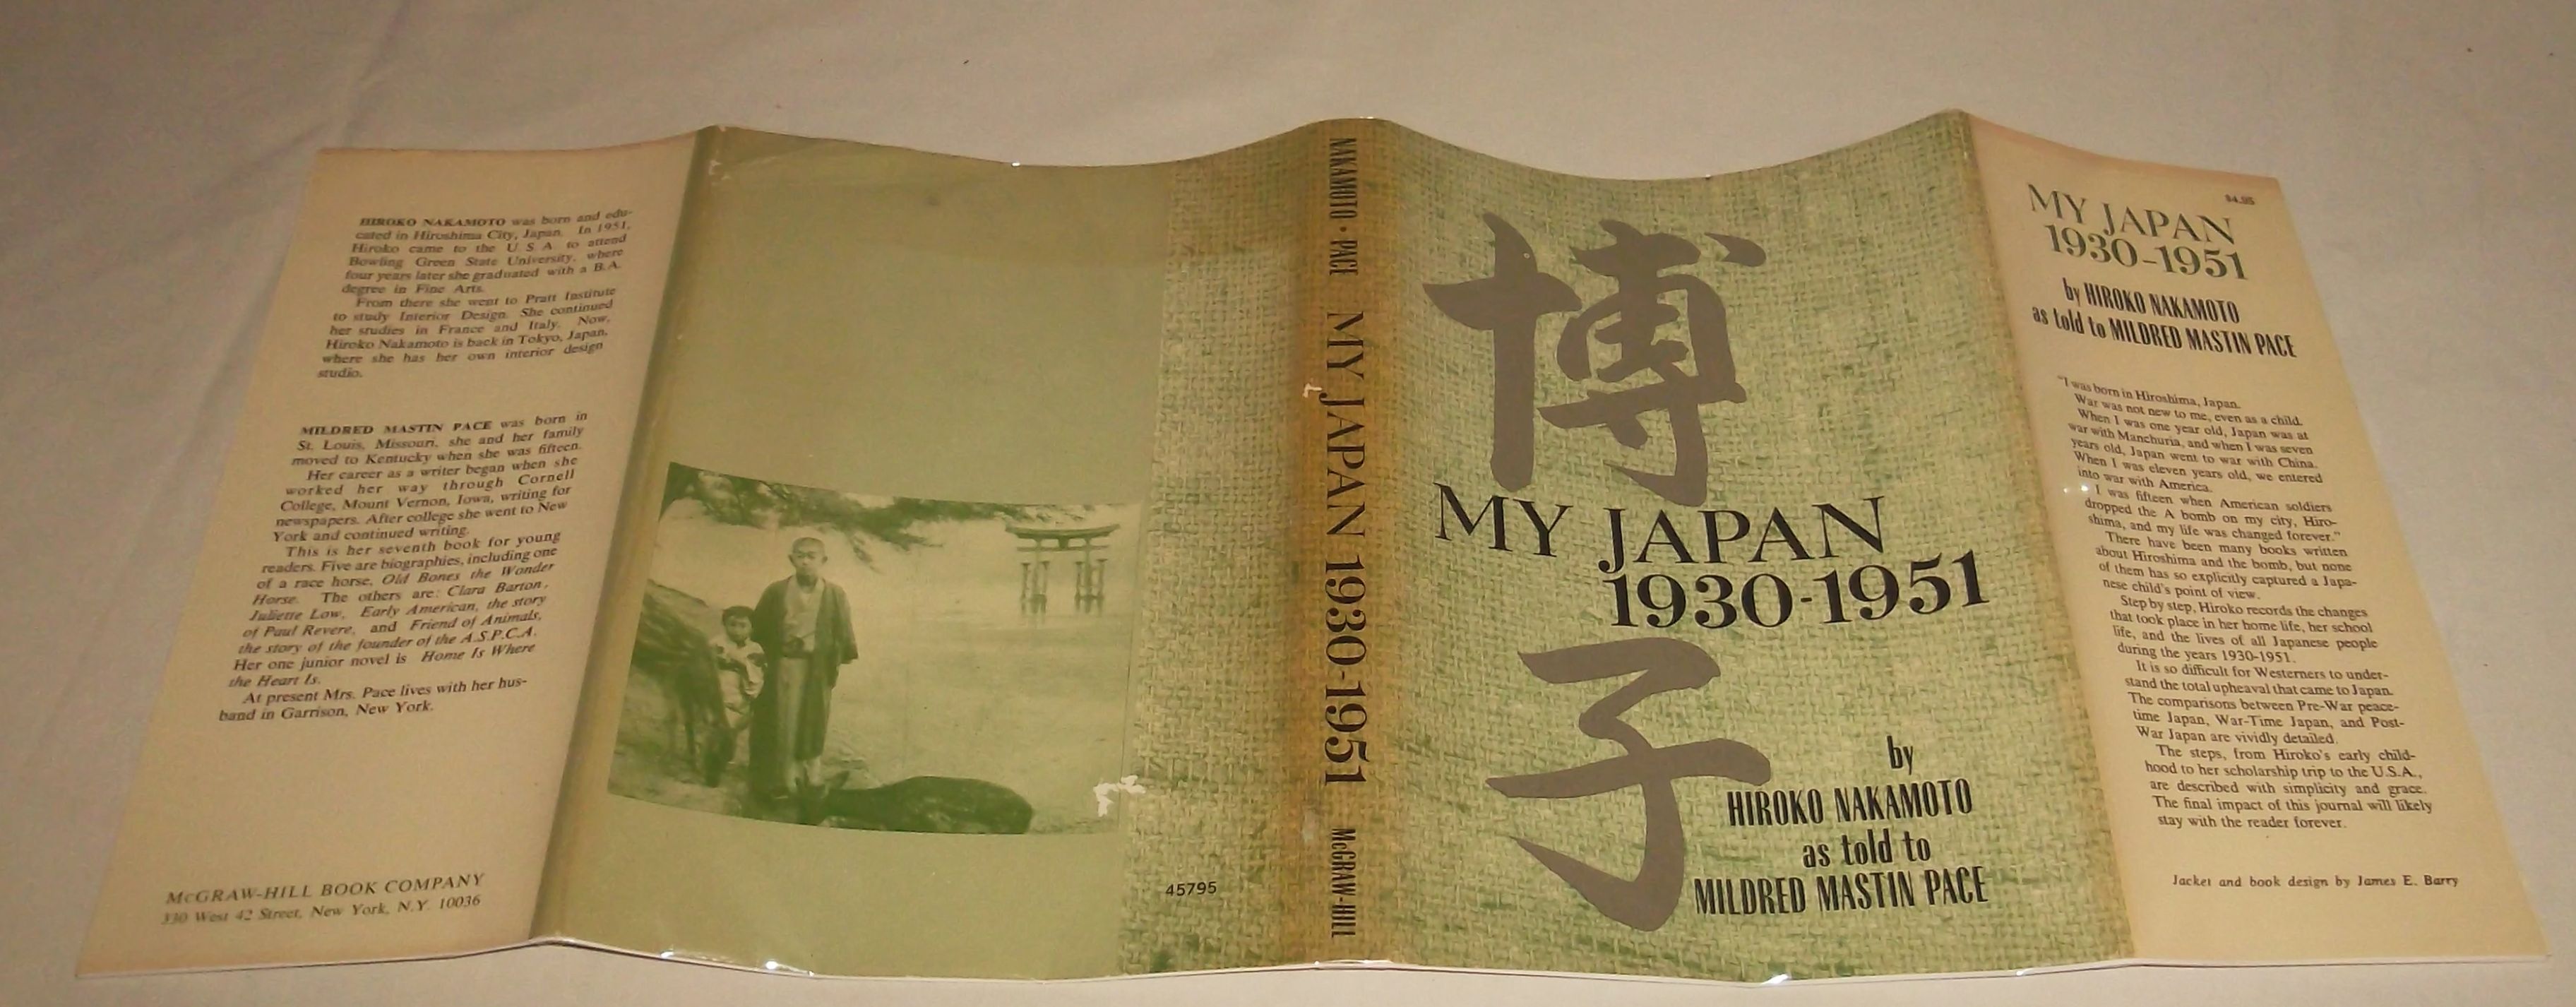 HIROKO NAKAMOTO was born and edu-
cated in Hiroshima City, Japan. In 1951,
Hiroko came to the U.S.A. to attend
Bowling Green State University, where
four years later she graduated with a B.A.
degree in Fine Arts.
From there she went to Pratt Institute
to study Interior Design. She continued
her studies in France and Italy. Now,
Hiroko Nakamoto is back in Tokyo, Japan,
where she has her own interior design
studio.
MILDRED MASTIN PACE was born in
St. Louis, Missouri, she and her family
moved to Kentucky when she was fifteen.
Her career as a writer began when she
worked her way through Cornell
College, Mount Vernon, Iowa, writing for
newspapers. After college she went to New
York and continued writing.
This is her seventh book for young
readers. Five are biographies, including one
of a race horse, Old Bones the Wonder
Horse. The others are: Clara Barton,
Juliette Low, Early American, the story
of Paul Revere, and Friend of Animals,
the story of the founder of the A.S.P.C.A.
Her one junior novel is Home Is Where
the Heart Is.
At present Mrs. Pace lives with her hus-
band in Garrison, New York.
McGRAW-HILL BOOK COMPANY
330 West 42 Street, New York, N.Y. 10036
45795
NAKAMOTO • PACE MY JAPAN 1930-1951 McGRAW-HILL
博
MY JAPAN
1930-1951
子
by
HIROKO NAKAMOTO
as told to
MILDRED MASTIN PACE
$4.95
MY JAPAN
1930-1951
by HIROKO NAKAMOTO
as told to MILDRED MASTIN PACE
"I was born in Hiroshima, Japan.
War was not new to me, even as a child.
When I was one year old, Japan was at
war with Manchuria, and when I was seven
years old, Japan went to war with China.
When I was eleven years old, we entered
into war with America.
I was fifteen when American soldiers
dropped the A bomb on my city, Hiro-
shima, and my life was changed forever."
There have been many books written
about Hiroshima and the bomb, but none
of them has so explicitly captured a Japa-
nese child's point of view.
Step by step, Hiroko records the changes
that took place in her home life, her school
life, and the lives of all Japanese people
during the years 1930-1951.
It is so difficult for Westerners to under-
stand the total upheaval that came to Japan.
The comparisons between Pre-War peace-
time Japan, War-Time Japan, and Post-
War Japan are vividly detailed.
The steps, from Hiroko's early child-
hood to her scholarship trip to the U.S.A.,
are described with simplicity and grace.
The final impact of this journal will likely
stay with the reader forever.
Jacket and book design by James E. Barry